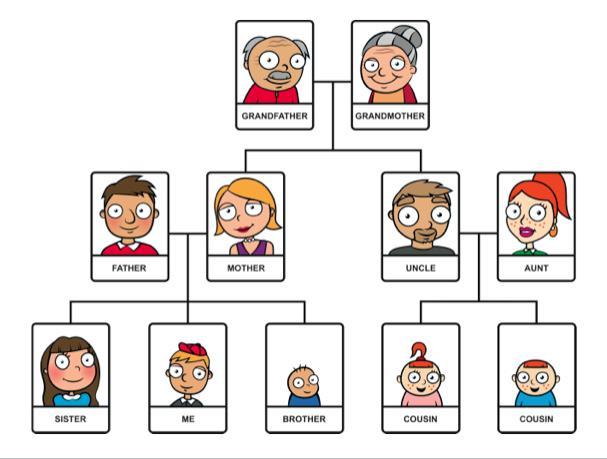 GRANDFATHER
GRANDMOTHER
FATHER
MOTHER
UNCLE
AUNT
SISTER
ME
BROTHER
COUSIN
COUSIN